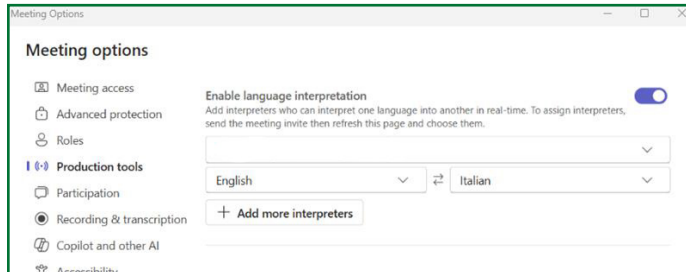 Meeting Options
Meeting options
Meeting access
Advanced protection
Roles
Production tools
Participation
Recording & transcription
Copilot and other AI
Accessibility
Enable language interpretation
Add interpreters who can interpret one language into another in real-time. To assign interpreters,
send the meeting invite then refresh this page and choose them.
English
Italian
Add more interpreters